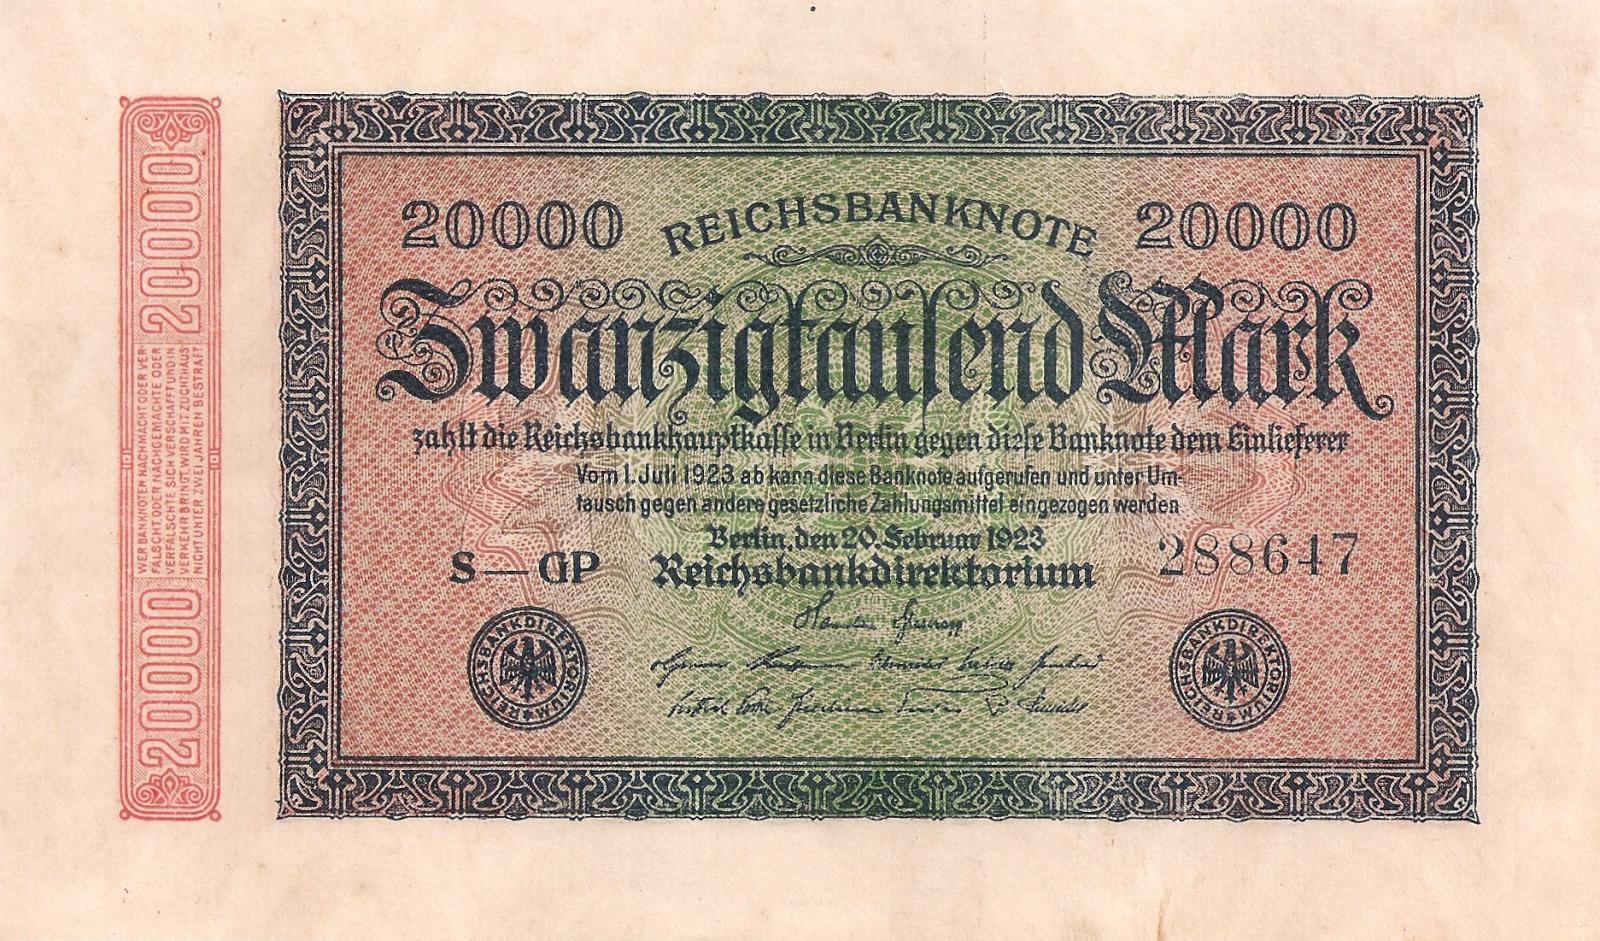 20000
WER BANKNOTEN NACHMACHT ODER VER-
FÄLSCHT, ODER NACHGEMACHTE ODER
VERFÄLSCHTE SICH VERSCHAFFT UND IN
VERKEHR BRINGT, WIRD MIT ZUCHTHAUS
NICHT UNTER ZWEI JAHREN BESTRAFT
20000
20000 REICHSBANKNOTE 20000
Zwanzigtausend Mark
zahlt die Reichsbankhauptkasse in Berlin gegen diese Banknote dem Einlieferer
Vom 1. Juli 1923 ab kann diese Banknote aufgerufen und unter Um-
tausch gegen andere gesetzliche Zahlungsmittel eingezogen werden
Berlin, den 20. Februar 1923
S—GP Reichsbankdirektorium 288647
REICHSBANKDIREKTORIUM
REICHSBANKDIREKTORIUM